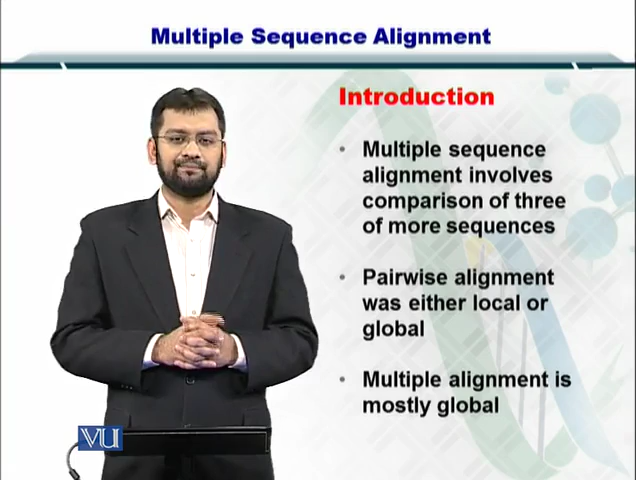 Multiple Sequence Alignment
Introduction
• Multiple sequence
alignment involves
comparison of three
of more sequences
• Pairwise alignment
was either local or
global
• Multiple alignment is
mostly global
VU